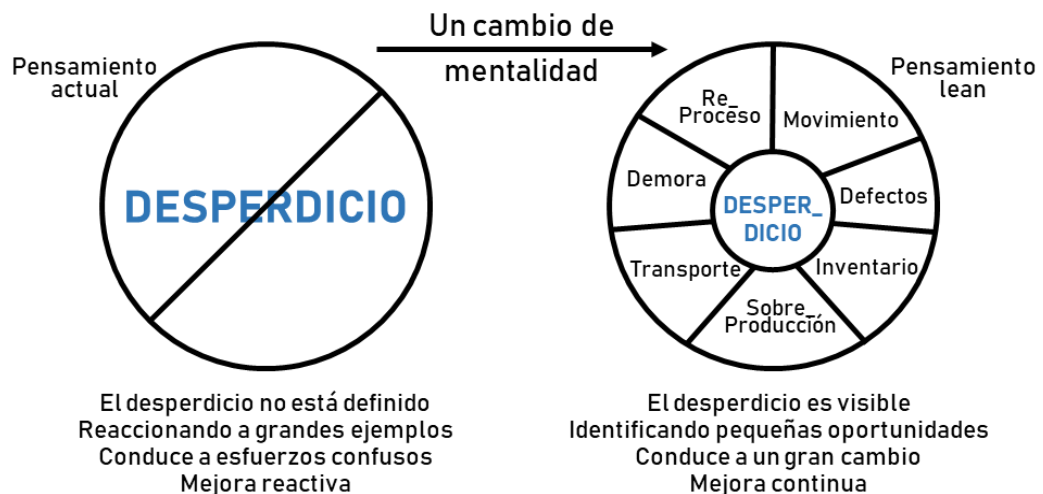 Un cambio de
mentalidad
Pensamiento
actual
DESPERDICIO
El desperdicio no está definido
Reaccionando a grandes ejemplos
Conduce a esfuerzos confusos
Mejora reactiva
Pensamiento
lean
Re_
Proceso
Movimiento
Demora
Defectos
DESPER_
DICIO
Transporte
Inventario
Sobre_
Producción
El desperdicio es visible
Identificando pequeñas oportunidades
Conduce a un gran cambio
Mejora continua